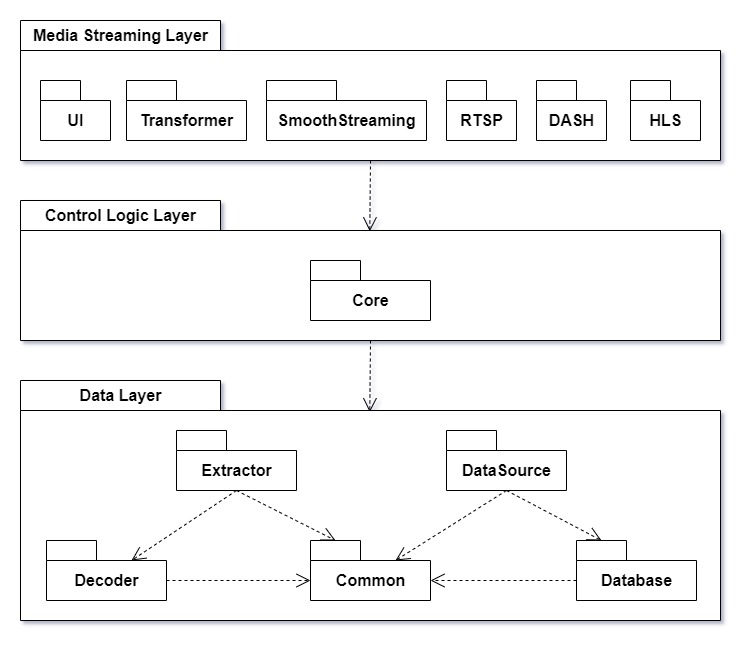 Media Streaming Layer
UI
Transformer
SmoothStreaming
RTSP
DASH
HLS
Control Logic Layer
Core
Data Layer
Extractor
DataSource
Decoder
Common
Database